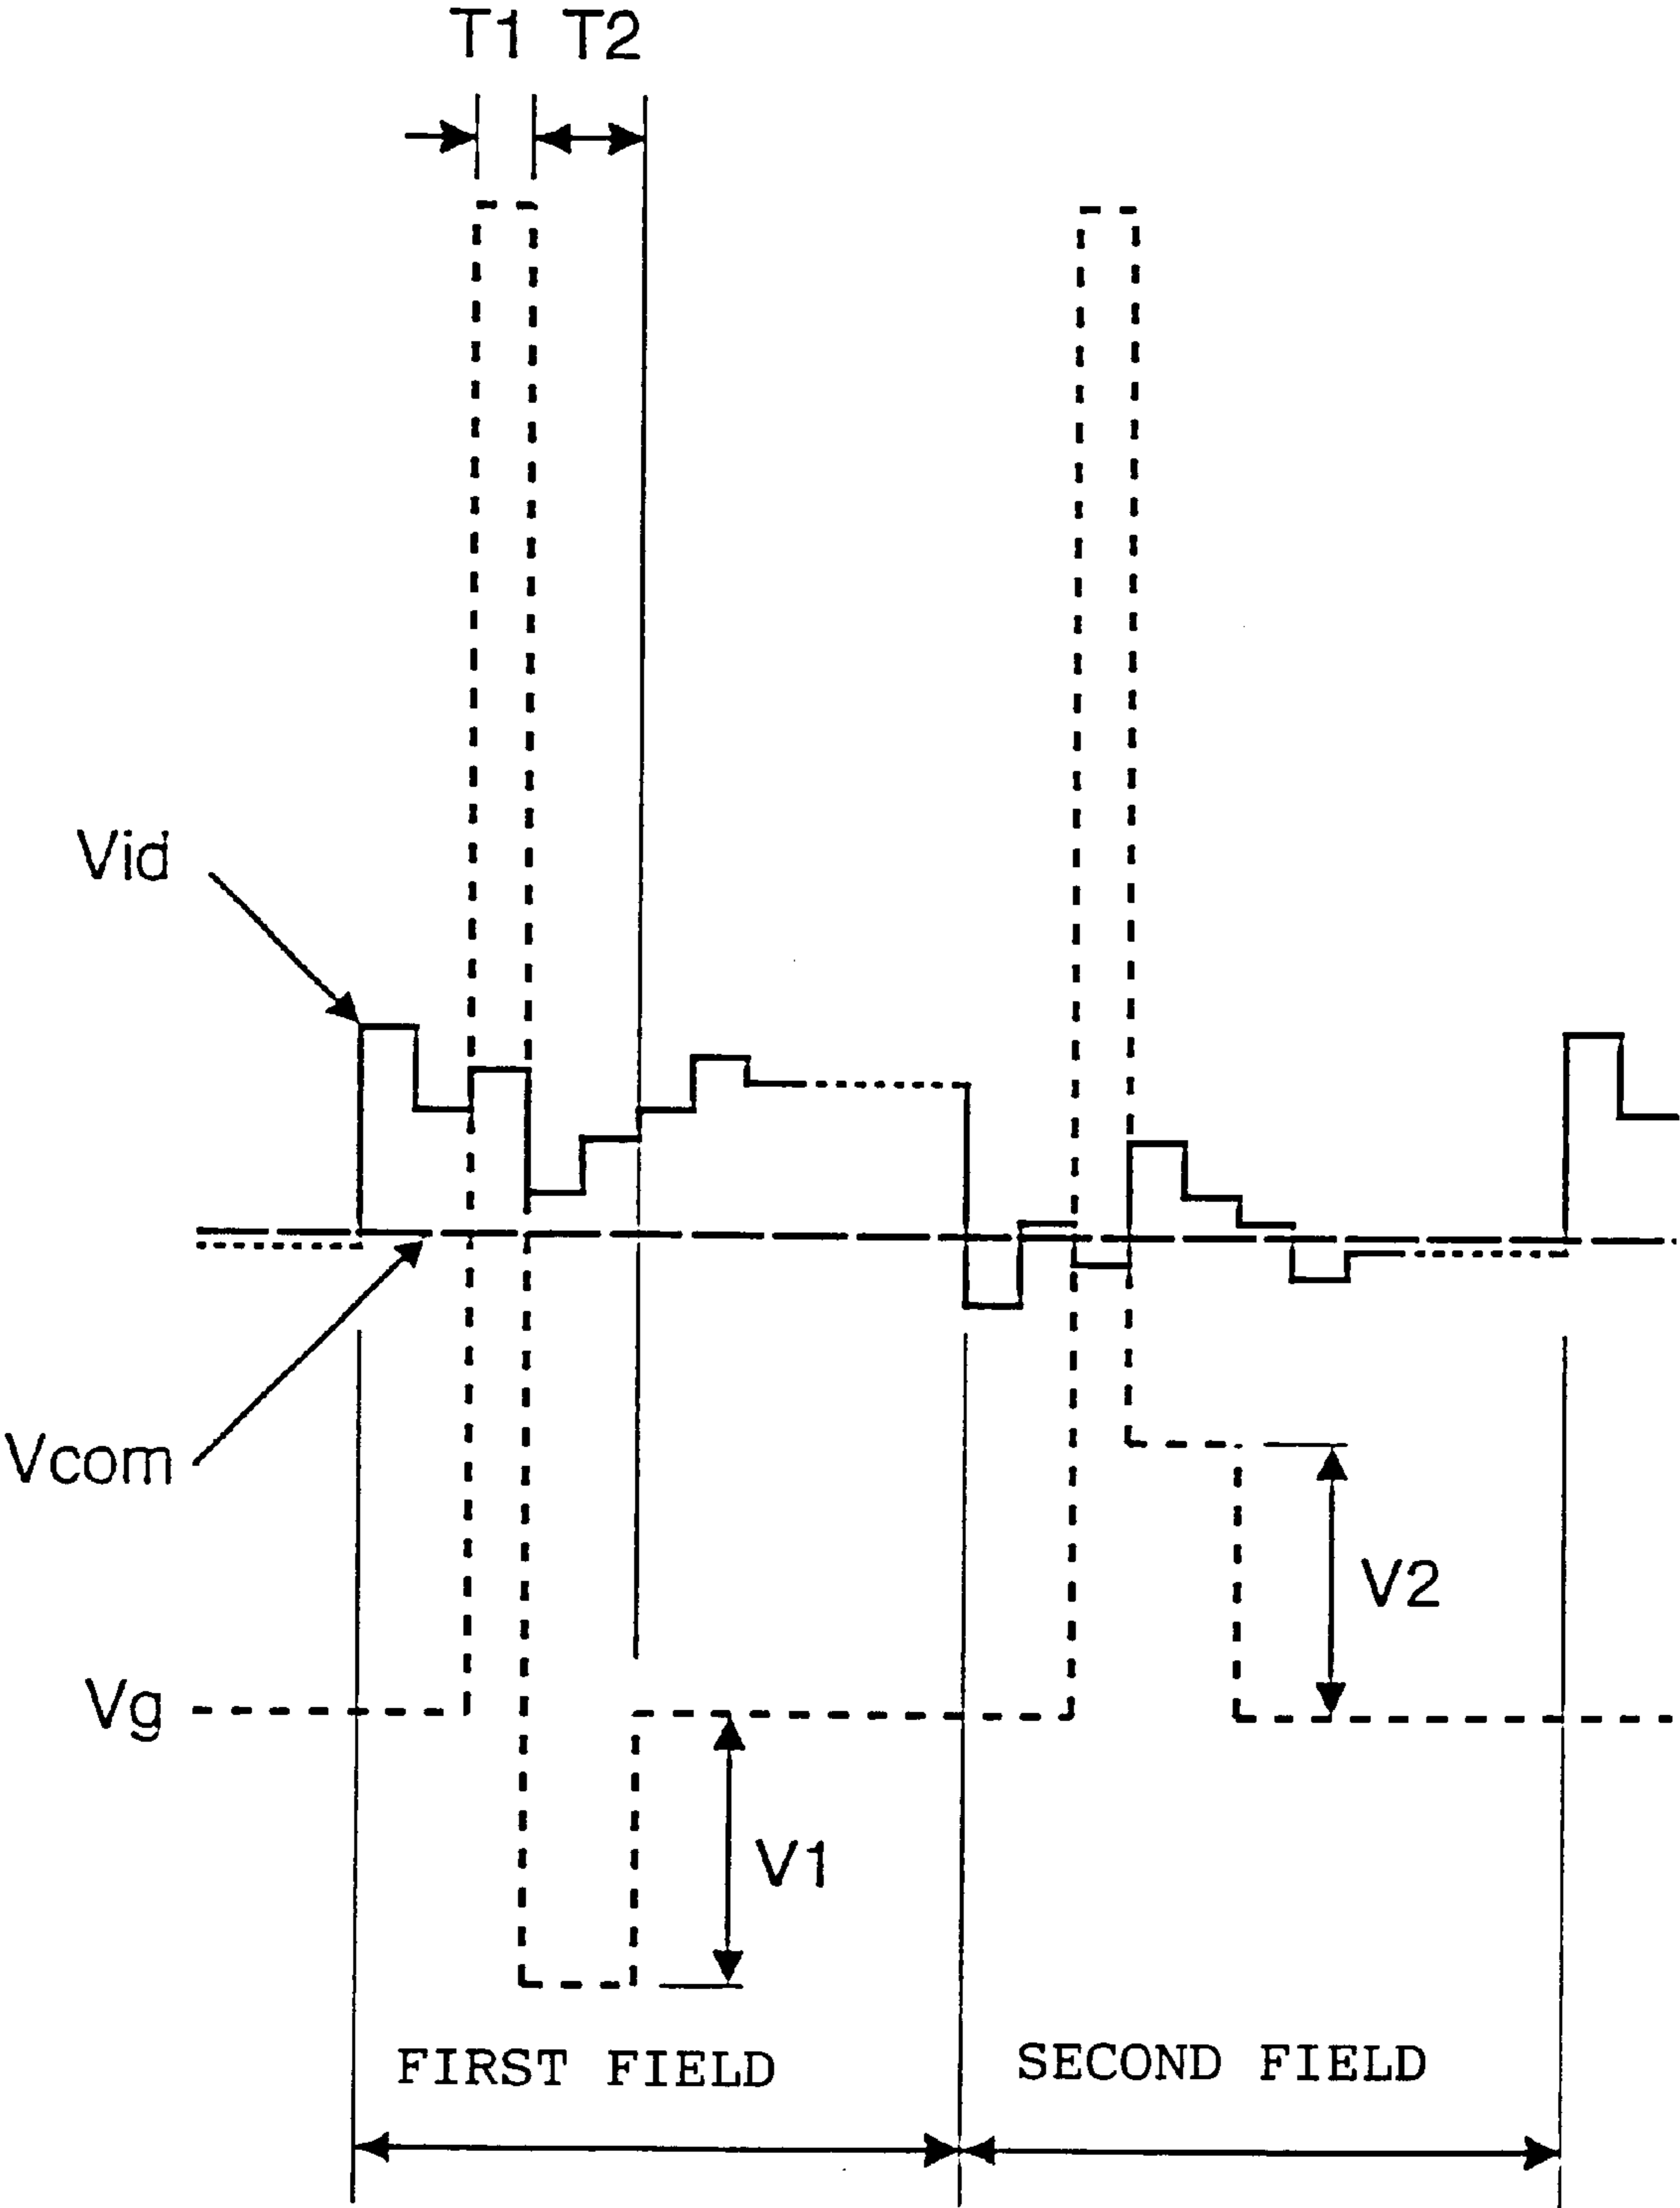 T1 T2
Vid
Vcom
V2
Vg
V1
FIRST FIELD SECOND FIELD